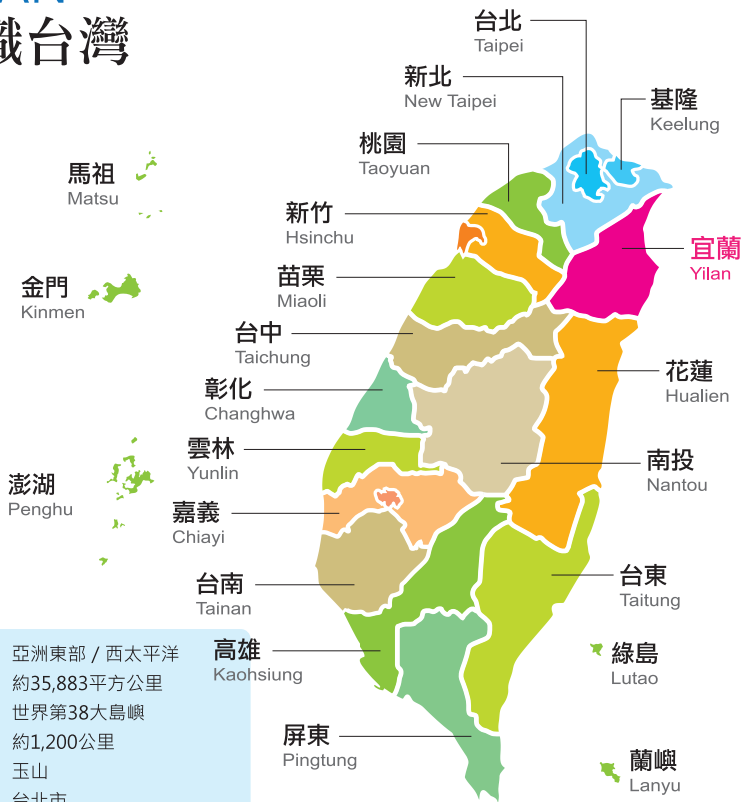 識台灣
台北
Taipei
新北
New Taipei
基隆
Keelung
桃園
Taoyuan
馬祖
Matsu
新竹
Hsinchu
宜蘭
Yilan
金門
Kinmen
苗栗
Miaoli
台中
Taichung
花蓮
Hualien
彰化
Changhwa
雲林
Yunlin
南投
Nantou
澎湖
Penghu
嘉義
Chiayi
台南
Tainan
台東
Taitung
高雄
Kaohsiung
綠島
Lutao
屏東
Pingtung
蘭嶼
Lanyu
亞洲東部 / 西太平洋
約35,883平方公里
世界第38大島嶼
約1,200公里
玉山
台北市